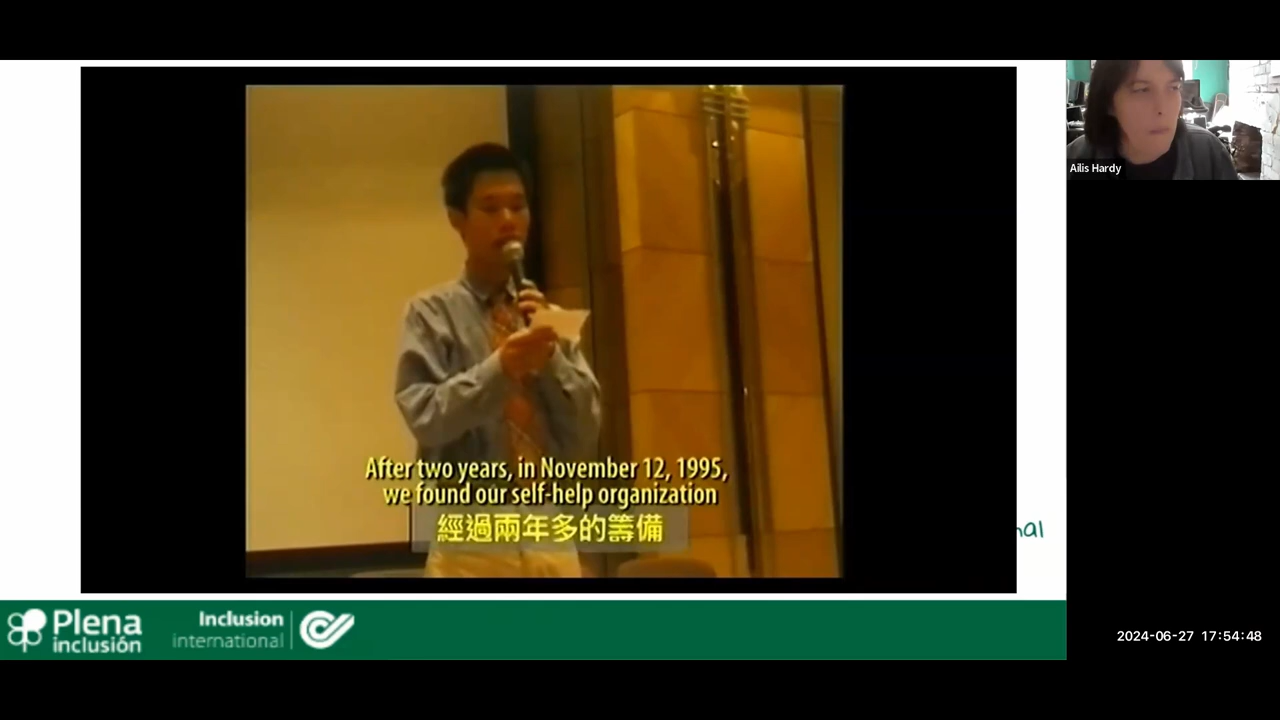 Ailis Hardy
After two years, in November 12, 1995,
we found our self-help organization
經過兩年多的籌備
nal
Plena
inclusión
Inclusion
international
2024-06-27 17:54:48